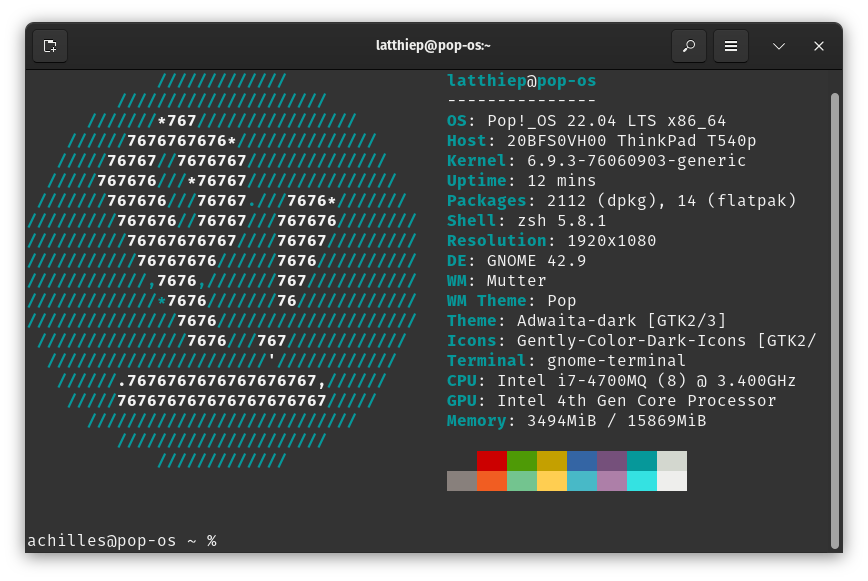 latthiep@pop-os:~
/////////////
/////////////////////
///////*767////////////////
//////7676767676*//////////////
/////76767//7676767//////////////
/////767676///*76767///////////////
///////767676///76767.///7676*///////
/////////767676//76767///767676////////
//////////76767676767////76767/////////
///////////76767676//////7676//////////
////////////,7676,///////767///////////
/////////////*7676///////76////////////
///////////////7676////////////////////
///////////////7676///767////////////
//////////////////////'////////////
//////.7676767676767676767,//////
/////767676767676767676767/////
///////////////////////////
/////////////////////
/////////////
latthiep@pop-os
---------------
OS: Pop!_OS 22.04 LTS x86_64
Host: 20BFS0VH00 ThinkPad T540p
Kernel: 6.9.3-76060903-generic
Uptime: 12 mins
Packages: 2112 (dpkg), 14 (flatpak)
Shell: zsh 5.8.1
Resolution: 1920x1080
DE: GNOME 42.9
WM: Mutter
WM Theme: Pop
Theme: Adwaita-dark [GTK2/3]
Icons: Gently-Color-Dark-Icons [GTK2/
Terminal: gnome-terminal
CPU: Intel i7-4700MQ (8) @ 3.400GHz
GPU: Intel 4th Gen Core Processor
Memory: 3494MiB / 15869MiB
achilles@pop-os ~ %